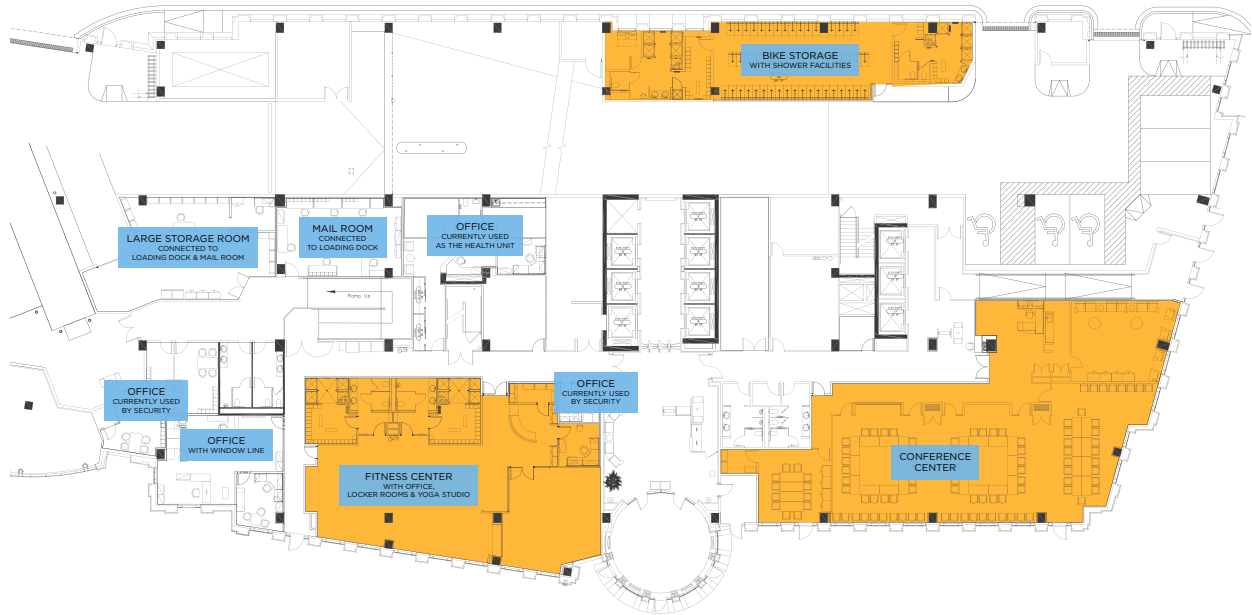 BIKE STORAGE
WITH SHOWER FACILITIES
LARGE STORAGE ROOM
CONNECTED TO
LOADING DOCK & MAIL ROOM
MAIL ROOM
CONNECTED
TO LOADING DOCK
OFFICE
CURRENTLY USED
AS THE HEALTH UNIT
Ramp Up
OFFICE
CURRENTLY USED
BY SECURITY
OFFICE
CURRENTLY USED
BY SECURITY
OFFICE
WITH WINDOW LINE
FITNESS CENTER
WITH OFFICE,
LOCKER ROOMS & YOGA STUDIO
CONFERENCE
CENTER